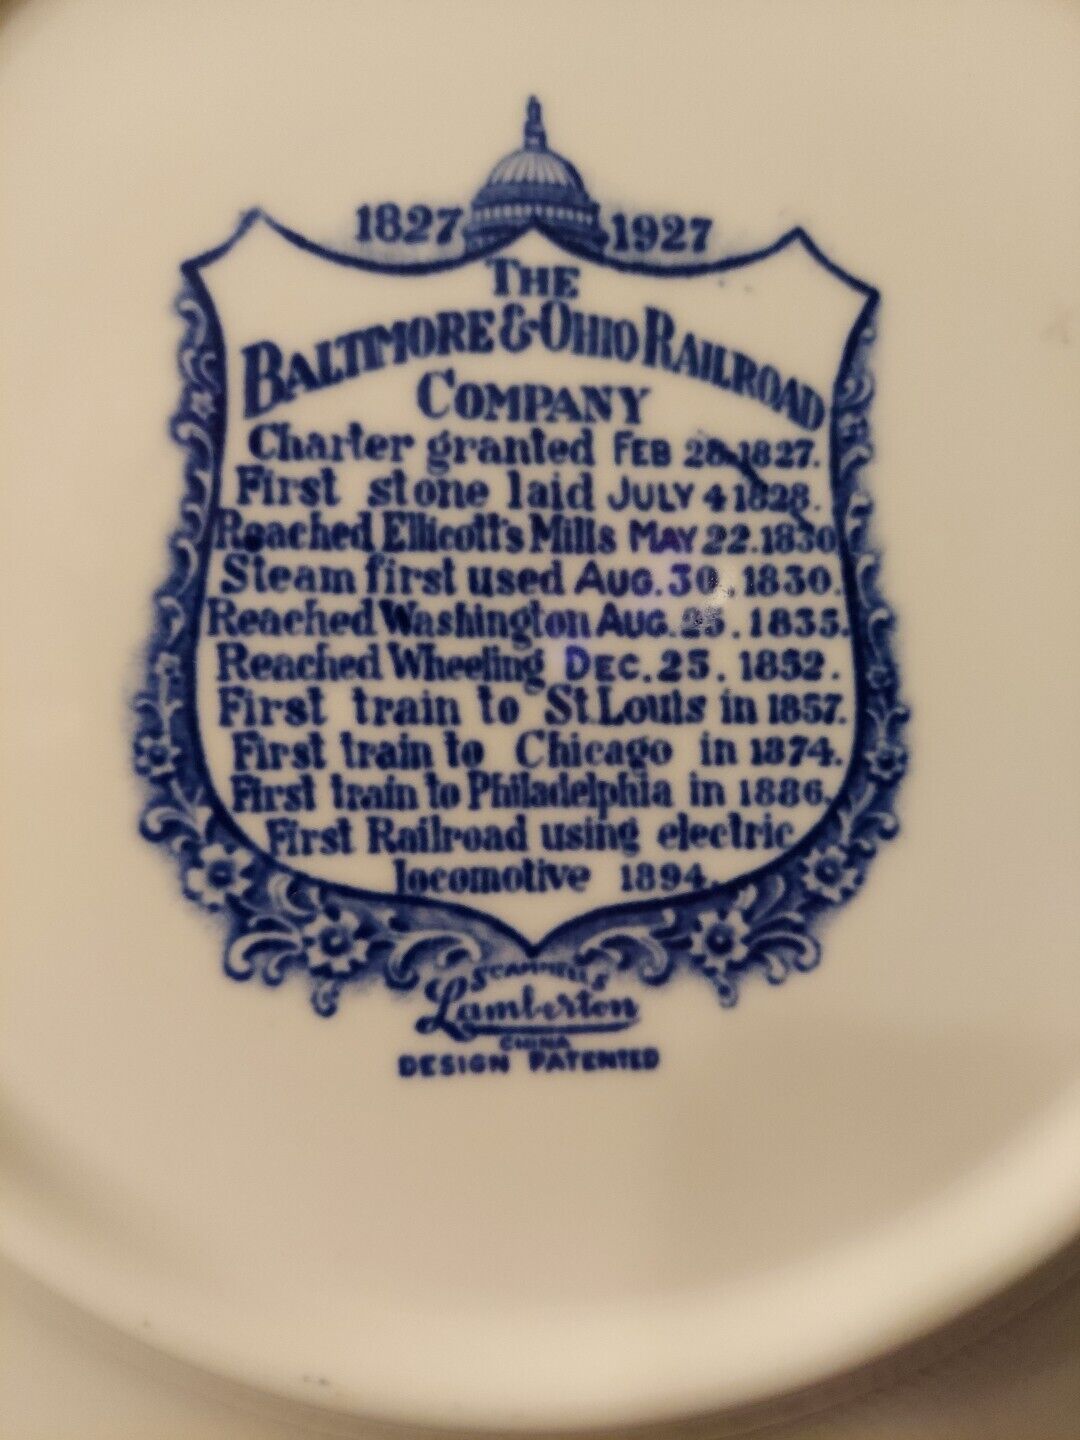 1827 1927
THE
BALTIMORE & OHIO RAILROAD
COMPANY
Charter granted FEB 28 1827.
First stone laid JULY 4 1828.
Reached Ellicott's Mills MAY 22. 1830
Steam first used AUG. 30. 1830.
Reached Washington AUG. 25. 1835.
Reached Wheeling DEC. 25. 1852.
First train to St. Louis in 1857.
First train to Chicago in 1874.
First train to Philadelphia in 1886.
First Railroad using electric
locomotive 1894.
SCAMMELL'S
Lamberton
CHINA
DESIGN PATENTED